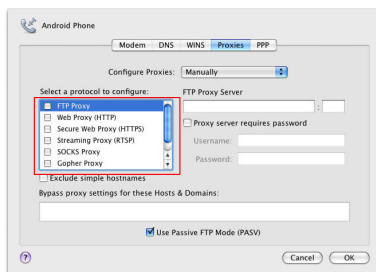 Android Phone
Modem DNS WINS Proxies PPP
Configure Proxies: Manually
Select a protocol to configure:
FTP Proxy Server
FTP Proxy
Web Proxy (HTTP)
Secure Web Proxy (HTTPS)
Streaming Proxy (RTSP)
SOCKS Proxy
Gopher Proxy
:
Proxy server requires password
Username:
Password:
Exclude simple hostnames
Bypass proxy settings for these Hosts & Domains:
Use Passive FTP Mode (PASV)
? Cancel OK